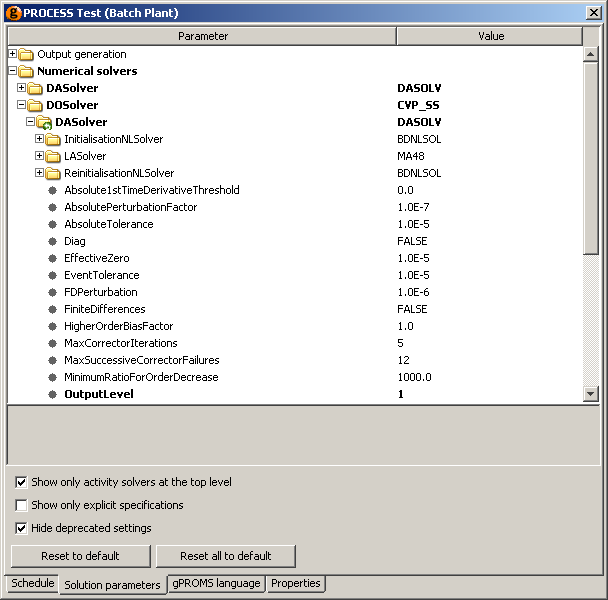 g PROCESS Test (Batch Plant)
Parameter Value
Output generation
Numerical solvers
DASolver DASOLV
DOSolver CVP_SS
DASolver DASOLV
InitialisationNLSolver BDNLSOL
LASolver MA48
ReinitialisationNLSolver BDNLSOL
Absolute1stTimeDerivativeThreshold 0.0
AbsolutePerturbationFactor 1.0E-7
AbsoluteTolerance 1.0E-5
Diag FALSE
EffectiveZero 1.0E-5
EventTolerance 1.0E-5
FDPerturbation 1.0E-6
FiniteDifferences FALSE
HigherOrderBiasFactor 1.0
MaxCorrectorIterations 5
MaxSuccessiveCorrectorFailures 12
MinimumRatioForOrderDecrease 1000.0
OutputLevel 1
Show only activity solvers at the top level
Show only explicit specifications
Hide deprecated settings
Reset to default Reset all to default
Schedule Solution parameters gPROMS language Properties